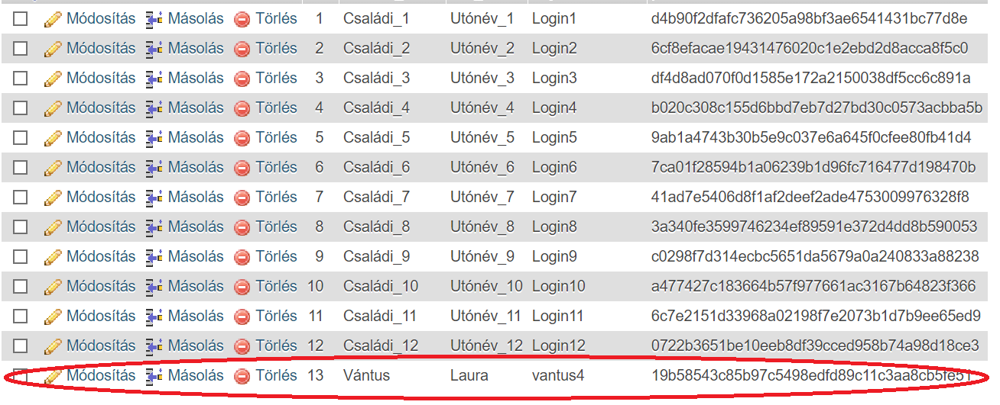 Módosítás Másolás Törlés 1 Családi_1 Utónév_1 Login1 d4b90f2dfafc736205a98bf3ae6541431bc77d8e
Módosítás Másolás Törlés 2 Családi_2 Utónév_2 Login2 6cf8efacae19431476020c1e2ebd2d8acca8f5c0
Módosítás Másolás Törlés 3 Családi_3 Utónév_3 Login3 df4d8ad070f0d1585e172a2150038df5cc6c891a
Módosítás Másolás Törlés 4 Családi_4 Utónév_4 Login4 b020c308c155d6bbd7eb7d27bd30c0573acbba5b
Módosítás Másolás Törlés 5 Családi_5 Utónév_5 Login5 9ab1a4743b30b5e9c037e6a645f0cfee80fb41d4
Módosítás Másolás Törlés 6 Családi_6 Utónév_6 Login6 7ca01f28594b1a06239b1d96fc716477d198470b
Módosítás Másolás Törlés 7 Családi_7 Utónév_7 Login7 41ad7e5406d8f1af2deef2ade4753009976328f8
Módosítás Másolás Törlés 8 Családi_8 Utónév_8 Login8 3a340fe3599746234ef89591e372d4dd8b590053
Módosítás Másolás Törlés 9 Családi_9 Utónév_9 Login9 c0298f7d314ecbc5651da5679a0a240833a88238
Módosítás Másolás Törlés 10 Családi_10 Utónév_10 Login10 a477427c183664b57f977661ac3167b64823f366
Módosítás Másolás Törlés 11 Családi_11 Utónév_11 Login11 6c7e2151d33968a02198f7e2073b1d7b9ee65ed9
Módosítás Másolás Törlés 12 Családi_12 Utónév_12 Login12 0722b3651be10eeb8df39cced958b74a98d18ce3
Módosítás Másolás Törlés 13 Vántus Laura vantus4 19b58543c85b97c5498edfd89c11c3aa8cb5fe51